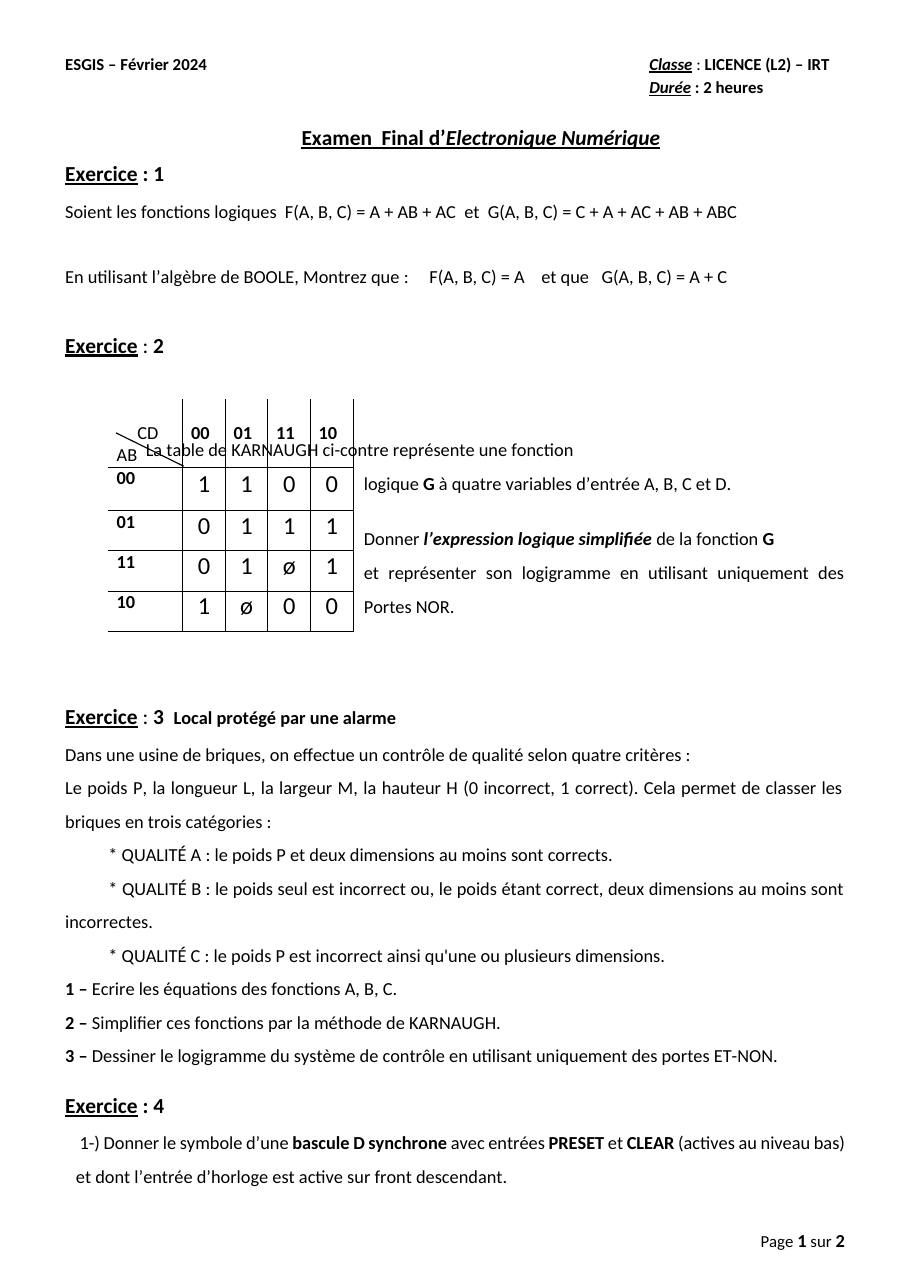 ESGIS – Février 2024
Classe : LICENCE (L2) – IRT
Durée : 2 heures
Examen Final d’Electronique Numérique
Exercice : 1
Soient les fonctions logiques F(A, B, C) = A + AB + AC et G(A, B, C) = C + A + AC + AB + ABC
En utilisant l’algèbre de BOOLE, Montrez que : F(A, B, C) = A et que G(A, B, C) = A + C
Exercice : 2
CD 00 01 11 10
AB
La table de KARNAUGH ci-contre représente une fonction
00 1 1 0 0
logique G à quatre variables d’entrée A, B, C et D.
01 0 1 1 1
Donner l’expression logique simplifiée de la fonction G
11 0 1 ø 1
et représenter son logigramme en utilisant uniquement des
10 1 ø 0 0
Portes NOR.
Exercice : 3 Local protégé par une alarme
Dans une usine de briques, on effectue un contrôle de qualité selon quatre critères :
Le poids P, la longueur L, la largeur M, la hauteur H (0 incorrect, 1 correct). Cela permet de classer les
briques en trois catégories :
* QUALITÉ A : le poids P et deux dimensions au moins sont corrects.
* QUALITÉ B : le poids seul est incorrect ou, le poids étant correct, deux dimensions au moins sont
incorrectes.
* QUALITÉ C : le poids P est incorrect ainsi qu'une ou plusieurs dimensions.
1 – Ecrire les équations des fonctions A, B, C.
2 – Simplifier ces fonctions par la méthode de KARNAUGH.
3 – Dessiner le logigramme du système de contrôle en utilisant uniquement des portes ET-NON.
Exercice : 4
1-) Donner le symbole d’une bascule D synchrone avec entrées PRESET et CLEAR (actives au niveau bas)
et dont l’entrée d’horloge est active sur front descendant.
Page 1 sur 2